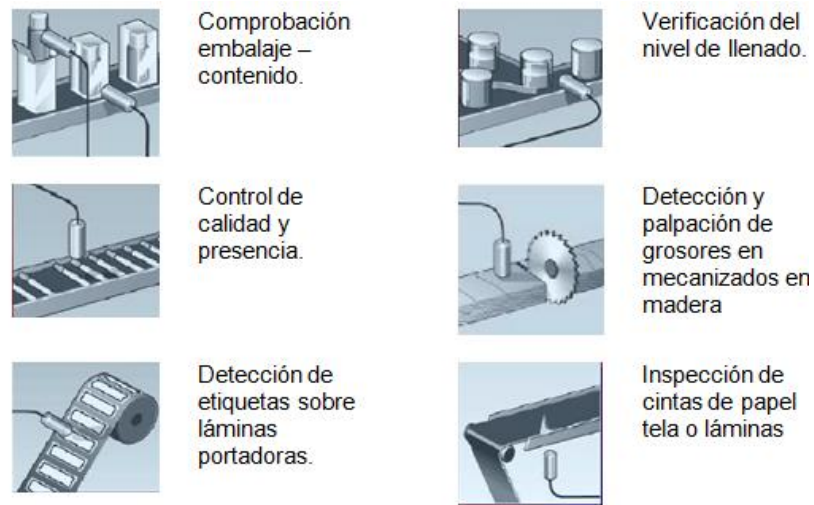 Comprobación
embalaje –
contenido.
Verificación del
nivel de llenado.
Control de
calidad y
presencia.
Detección y
palpación de
grosores en
mecanizados en
madera
Detección de
etiquetas sobre
láminas
portadoras.
Inspección de
cintas de papel
tela o láminas